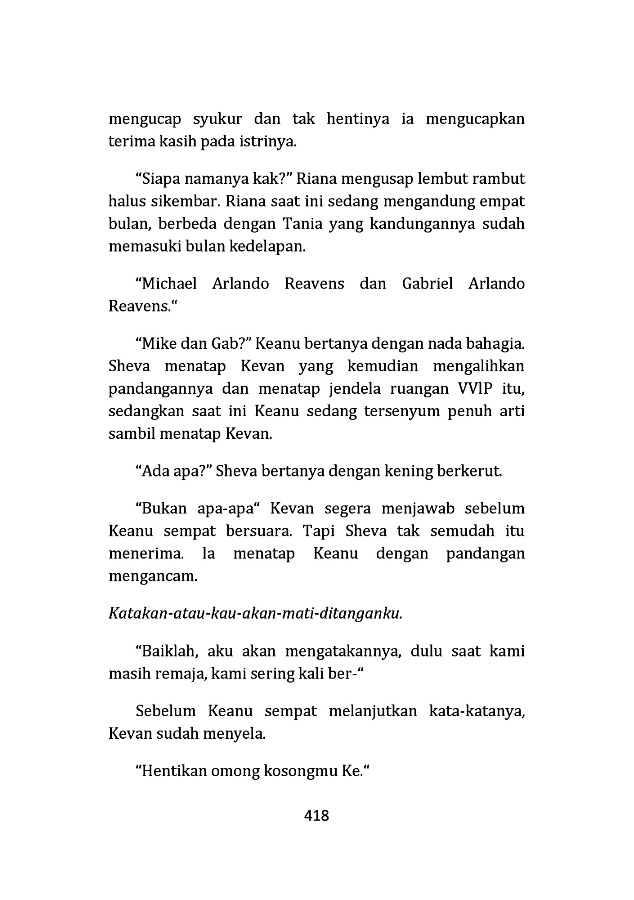 mengucap syukur dan tak hentinya ia mengucapkan
terima kasih pada istrinya.
“Siapa namanya kak?” Riana mengusap lembut rambut
halus sikembar. Riana saat ini sedang mengandung empat
bulan, berbeda dengan Tania yang kandungannya sudah
memasuki bulan kedelapan.
“Michael Arlando Reavens dan Gabriel Arlando
Reavens.“
“Mike dan Gab?” Keanu bertanya dengan nada bahagia.
Sheva menatap Kevan yang kemudian mengalihkan
pandangannya dan menatap jendela ruangan VVIP itu,
sedangkan saat ini Keanu sedang tersenyum penuh arti
sambil menatap Kevan.
“Ada apa?” Sheva bertanya dengan kening berkerut.
“Bukan apa-apa“ Kevan segera menjawab sebelum
Keanu sempat bersuara. Tapi Sheva tak semudah itu
menerima. Ia menatap Keanu dengan pandangan
mengancam.
Katakan-atau-kau-akan-mati-ditanganku.
“Baiklah, aku akan mengatakannya, dulu saat kami
masih remaja, kami sering kali ber-“
Sebelum Keanu sempat melanjutkan kata-katanya,
Kevan sudah menyela.
“Hentikan omong kosongmu Ke.“
418